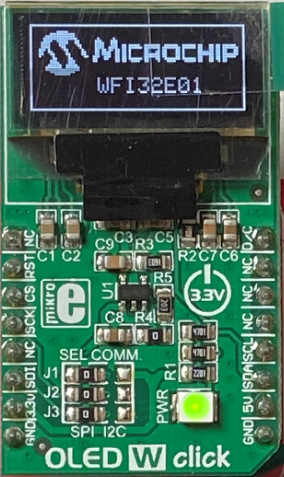 MICROCHIP
WFI32E01
C1 C2
C3
C5
R2 C7 C6
C9
R3
U1
R5
mikro
e
3.3V
C8
R4
SEL COMM.
J1
J2
J3
SPI I2C
R1
PWR
NC
RST
CS
SCK
NC
SDI
3.3V
GND
D/C
NC
NC
NC
SCL
SDA
5V
GND
OLED W click